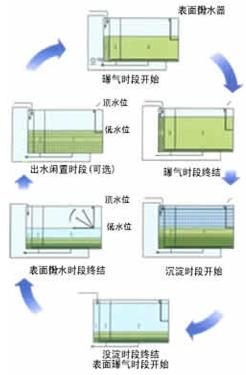 表面撇水器
曝气时段开始
顶水位
低水位
出水闲置时段(可选)
曝气时段终结
顶水位
低水位
表面撇水时段终结
沉淀时段开始
没淀时段终结
表面曝气时段开始